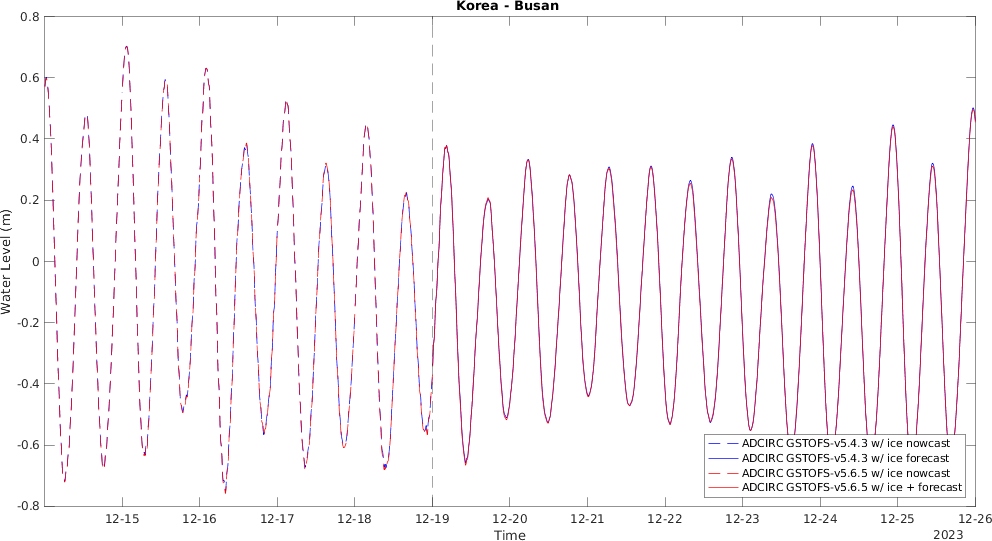 Korea - Busan
Water Level (m)
0.8
0.6
0.4
0.2
0
-0.2
-0.4
-0.6
-0.8
ADCIRC GSTOFS-v5.4.3 w/ ice nowcast
ADCIRC GSTOFS-v5.4.3 w/ ice forecast
ADCIRC GSTOFS-v5.6.5 w/ ice nowcast
ADCIRC GSTOFS-v5.6.5 w/ ice + forecast
12-15 12-16 12-17 12-18 12-19 12-20 12-21 12-22 12-23 12-24 12-25 12-26
Time
2023